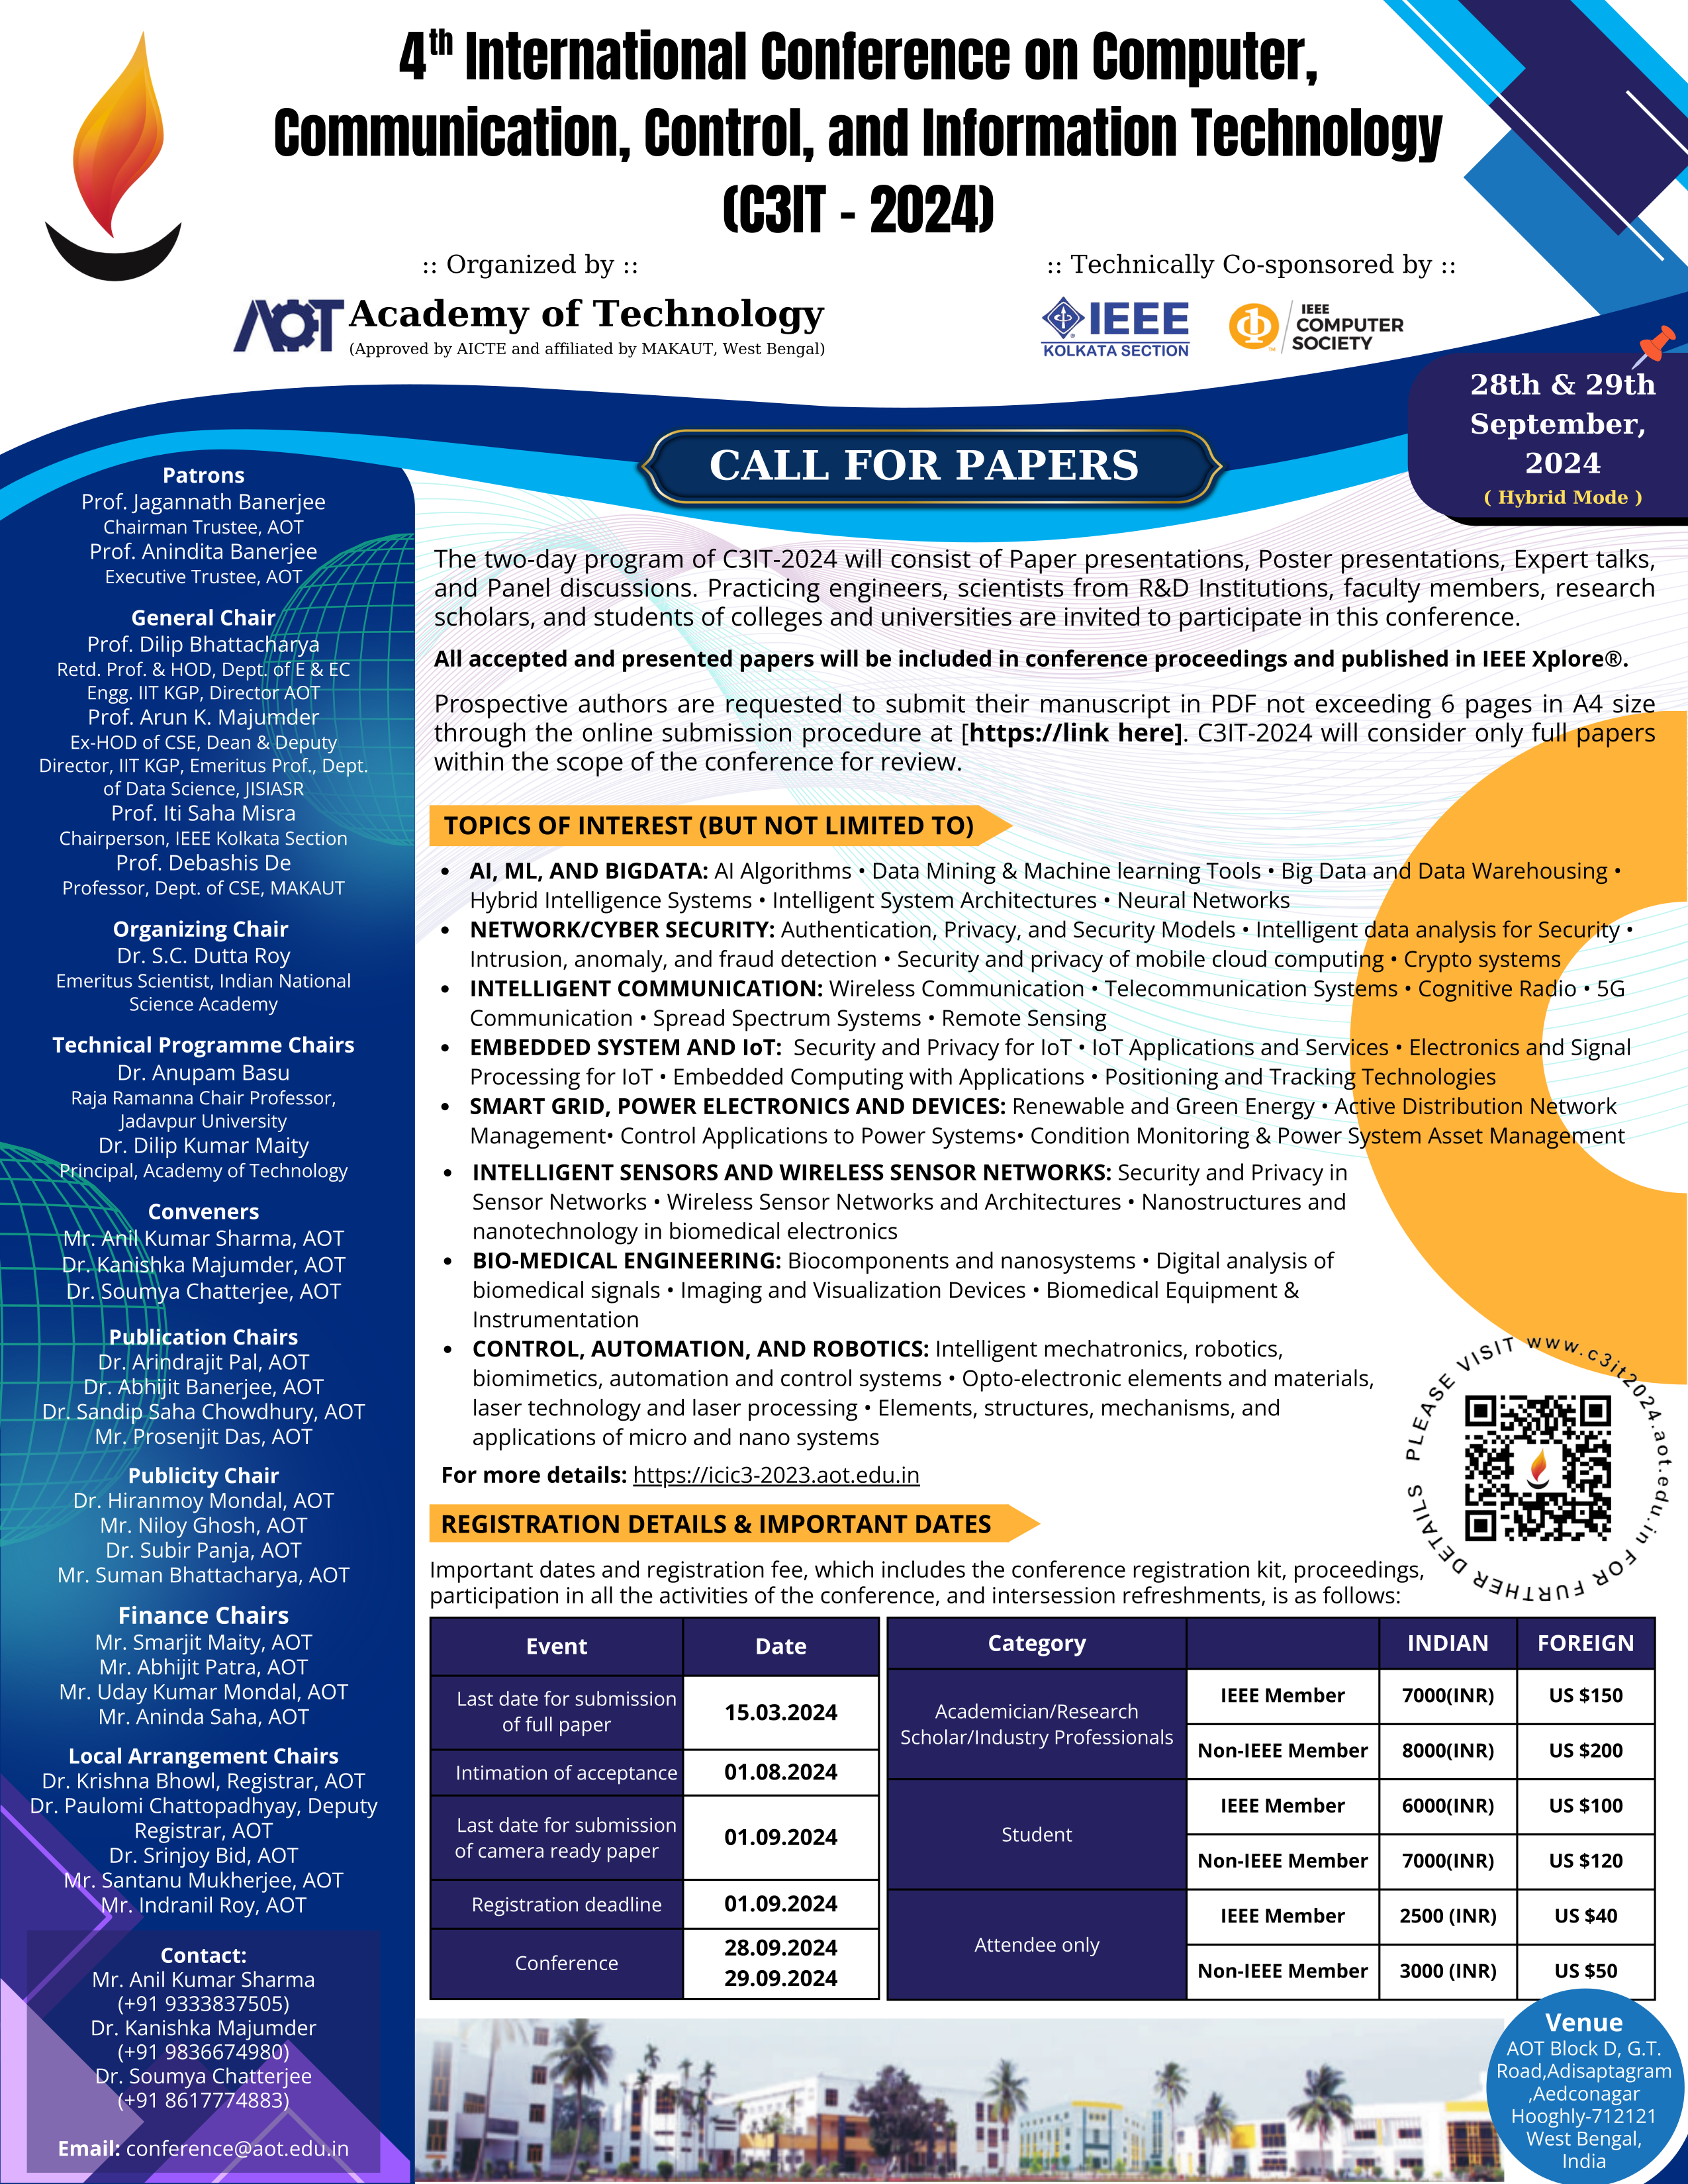 4th International Conference on Computer,
Communication, Control, and Information Technology
(C3IT - 2024)
:: Organized by ::
AOT Academy of Technology
(Approved by AICTE and affiliated by MAKAUT, West Bengal)
:: Technically Co-sponsored by ::
IEEE
KOLKATA SECTION
IEEE
COMPUTER
SOCIETY
28th & 29th
September,
2024
( Hybrid Mode )
CALL FOR PAPERS
Patrons
Prof. Jagannath Banerjee
Chairman Trustee, AOT
Prof. Anindita Banerjee
Executive Trustee, AOT
General Chair
Prof. Dilip Bhattacharya
Retd. Prof. & HOD, Dept. of E & EC
Engg. IIT KGP, Director AOT
Prof. Arun K. Majumder
Ex-HOD of CSE, Dean & Deputy
Director, IIT KGP, Emeritus Prof., Dept.
of Data Science, JISIASR
Prof. Iti Saha Misra
Chairperson, IEEE Kolkata Section
Prof. Debashis De
Professor, Dept. of CSE, MAKAUT
Organizing Chair
Dr. S.C. Dutta Roy
Emeritus Scientist, Indian National
Science Academy
Technical Programme Chairs
Dr. Anupam Basu
Raja Ramanna Chair Professor,
Jadavpur University
Dr. Dilip Kumar Maity
Principal, Academy of Technology
Conveners
Mr. Anil Kumar Sharma, AOT
Dr. Kanishka Majumder, AOT
Dr. Soumya Chatterjee, AOT
Publication Chairs
Dr. Arindrajit Pal, AOT
Dr. Abhijit Banerjee, AOT
Dr. Sandip Saha Chowdhury, AOT
Mr. Prosenjit Das, AOT
Publicity Chair
Dr. Hiranmoy Mondal, AOT
Mr. Niloy Ghosh, AOT
Dr. Subir Panja, AOT
Mr. Suman Bhattacharya, AOT
Finance Chairs
Mr. Smarjit Maity, AOT
Mr. Abhijit Patra, AOT
Mr. Uday Kumar Mondal, AOT
Mr. Aninda Saha, AOT
Local Arrangement Chairs
Dr. Krishna Bhowl, Registrar, AOT
Dr. Paulomi Chattopadhyay, Deputy
Registrar, AOT
Dr. Srinjoy Bid, AOT
Mr. Santanu Mukherjee, AOT
Mr. Indranil Roy, AOT
Contact:
Mr. Anil Kumar Sharma
(+91 9333837505)
Dr. Kanishka Majumder
(+91 9836674980)
Dr. Soumya Chatterjee
(+91 8617774883)
Email: conference@aot.edu.in
The two-day program of C3IT-2024 will consist of Paper presentations, Poster presentations, Expert talks,
and Panel discussions. Practicing engineers, scientists from R&D Institutions, faculty members, research
scholars, and students of colleges and universities are invited to participate in this conference.
All accepted and presented papers will be included in conference proceedings and published in IEEE Xplore®.
Prospective authors are requested to submit their manuscript in PDF not exceeding 6 pages in A4 size
through the online submission procedure at [https://link here]. C3IT-2024 will consider only full papers
within the scope of the conference for review.
TOPICS OF INTEREST (BUT NOT LIMITED TO)
• AI, ML, AND BIGDATA: AI Algorithms • Data Mining & Machine learning Tools • Big Data and Data Warehousing •
Hybrid Intelligence Systems • Intelligent System Architectures • Neural Networks
• NETWORK/CYBER SECURITY: Authentication, Privacy, and Security Models • Intelligent data analysis for Security •
Intrusion, anomaly, and fraud detection • Security and privacy of mobile cloud computing • Crypto systems
• INTELLIGENT COMMUNICATION: Wireless Communication • Telecommunication Systems • Cognitive Radio • 5G
Communication • Spread Spectrum Systems • Remote Sensing
• EMBEDDED SYSTEM AND IoT: Security and Privacy for IoT • IoT Applications and Services • Electronics and Signal
Processing for IoT • Embedded Computing with Applications • Positioning and Tracking Technologies
• SMART GRID, POWER ELECTRONICS AND DEVICES: Renewable and Green Energy • Active Distribution Network
Management• Control Applications to Power Systems• Condition Monitoring & Power System Asset Management
• INTELLIGENT SENSORS AND WIRELESS SENSOR NETWORKS: Security and Privacy in
Sensor Networks • Wireless Sensor Networks and Architectures • Nanostructures and
nanotechnology in biomedical electronics
• BIO-MEDICAL ENGINEERING: Biocomponents and nanosystems • Digital analysis of
biomedical signals • Imaging and Visualization Devices • Biomedical Equipment &
Instrumentation
• CONTROL, AUTOMATION, AND ROBOTICS: Intelligent mechatronics, robotics,
biomimetics, automation and control systems • Opto-electronic elements and materials,
laser technology and laser processing • Elements, structures, mechanisms, and
applications of micro and nano systems
For more details: https://icic3-2023.aot.edu.in
PLEASE VISIT www.c3it2024.aot.edu.in FOR FURTHER DETAILS
REGISTRATION DETAILS & IMPORTANT DATES
Important dates and registration fee, which includes the conference registration kit, proceedings,
participation in all the activities of the conference, and intersession refreshments, is as follows:
Event Date
Last date for submission
of full paper 15.03.2024
Intimation of acceptance 01.08.2024
Last date for submission
of camera ready paper 01.09.2024
Registration deadline 01.09.2024
Conference 28.09.2024
29.09.2024
Category INDIAN FOREIGN
Academician/Research
Scholar/Industry Professionals
IEEE Member 7000(INR) US $150
Non-IEEE Member 8000(INR) US $200
Student
IEEE Member 6000(INR) US $100
Non-IEEE Member 7000(INR) US $120
Attendee only
IEEE Member 2500 (INR) US $40
Non-IEEE Member 3000 (INR) US $50
Venue
AOT Block D, G.T.
Road,Adisaptagram
,Aedconagar
Hooghly-712121
West Bengal,
India